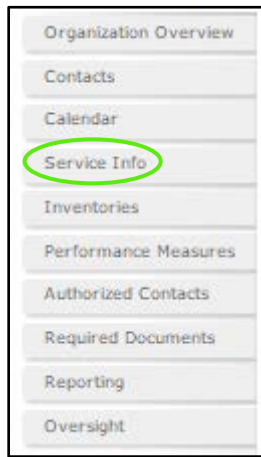 Organization Overview
Contacts
Calendar
Service Info
Inventories
Performance Measures
Authorized Contacts
Required Documents
Reporting
Oversight